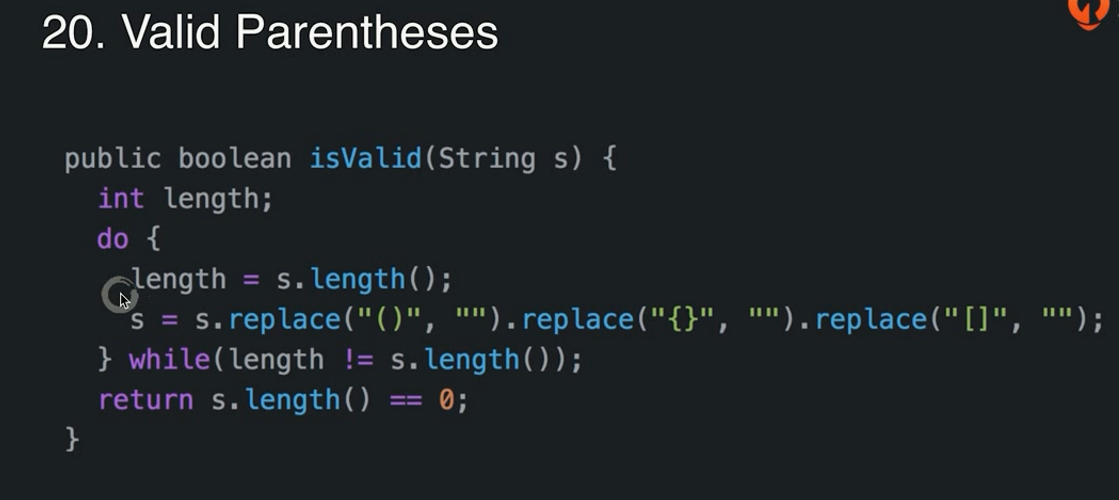 20. Valid Parentheses
public boolean isValid(String s) {
int length;
do {
length = s.length();
s = s.replace("()", "").replace("{}", "").replace("[]", "");
} while(length != s.length());
return s.length() == 0;
}